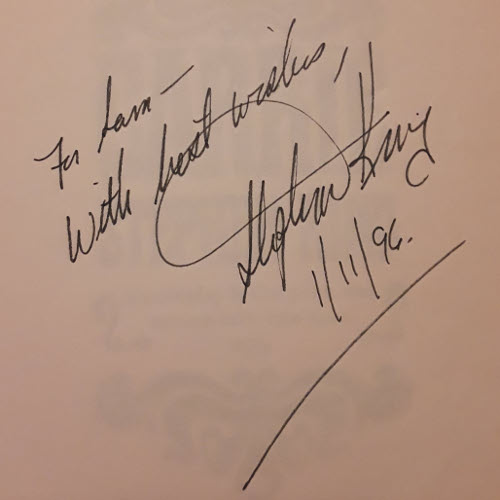 For Sam —
With best wishes,
Stephen King
1/11/96.